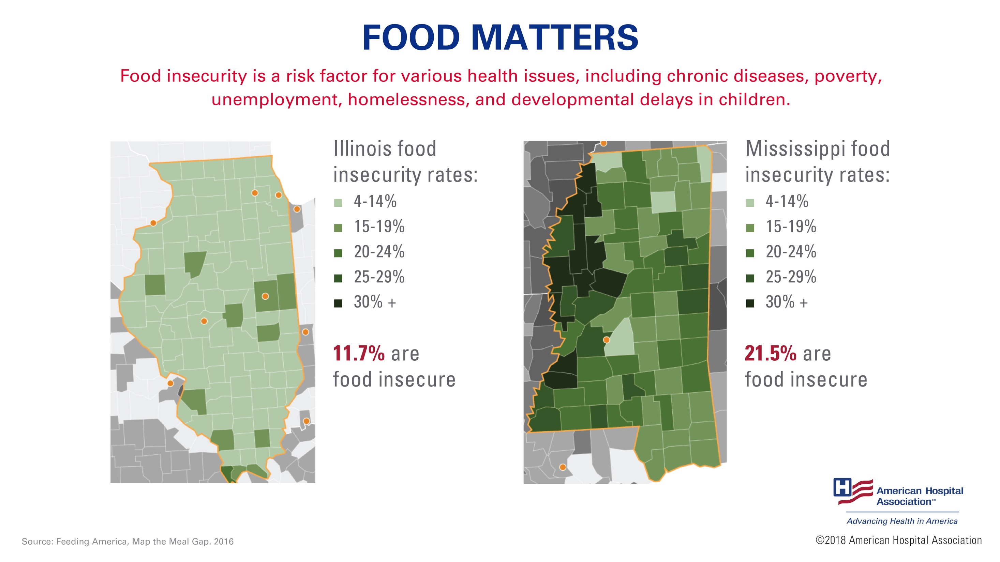 FOOD MATTERS
Food insecurity is a risk factor for various health issues, including chronic diseases, poverty,
unemployment, homelessness, and developmental delays in children.
Illinois food
insecurity rates:
4-14%
15-19%
20-24%
25-29%
30% +
11.7% are
food insecure
Mississippi food
insecurity rates:
4-14%
15-19%
20-24%
25-29%
30% +
21.5% are
food insecure
H
American Hospital
Association™
Advancing Health in America
Source: Feeding America, Map the Meal Gap. 2016
©2018 American Hospital Association